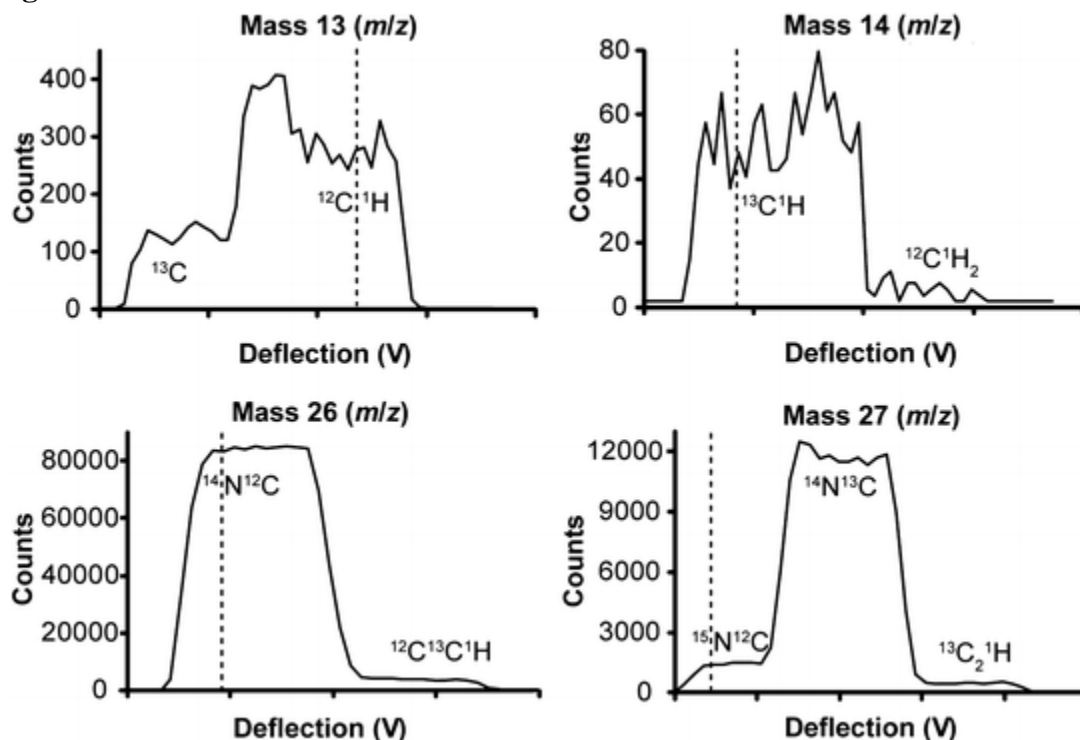 Mass 13 (m/z)
Counts
400
300
200
100
0
¹³C
¹²C¹H
Deflection (V)
Mass 14 (m/z)
Counts
80
60
40
20
0
¹³C¹H
¹²C¹H₂
Deflection (V)
Mass 26 (m/z)
Counts
80000
60000
40000
20000
0
¹⁴N¹²C
¹²C¹³C¹H
Deflection (V)
Mass 27 (m/z)
Counts
12000
9000
6000
3000
0
¹⁵N¹²C
¹⁴N¹³C
¹³C₂¹H
Deflection (V)